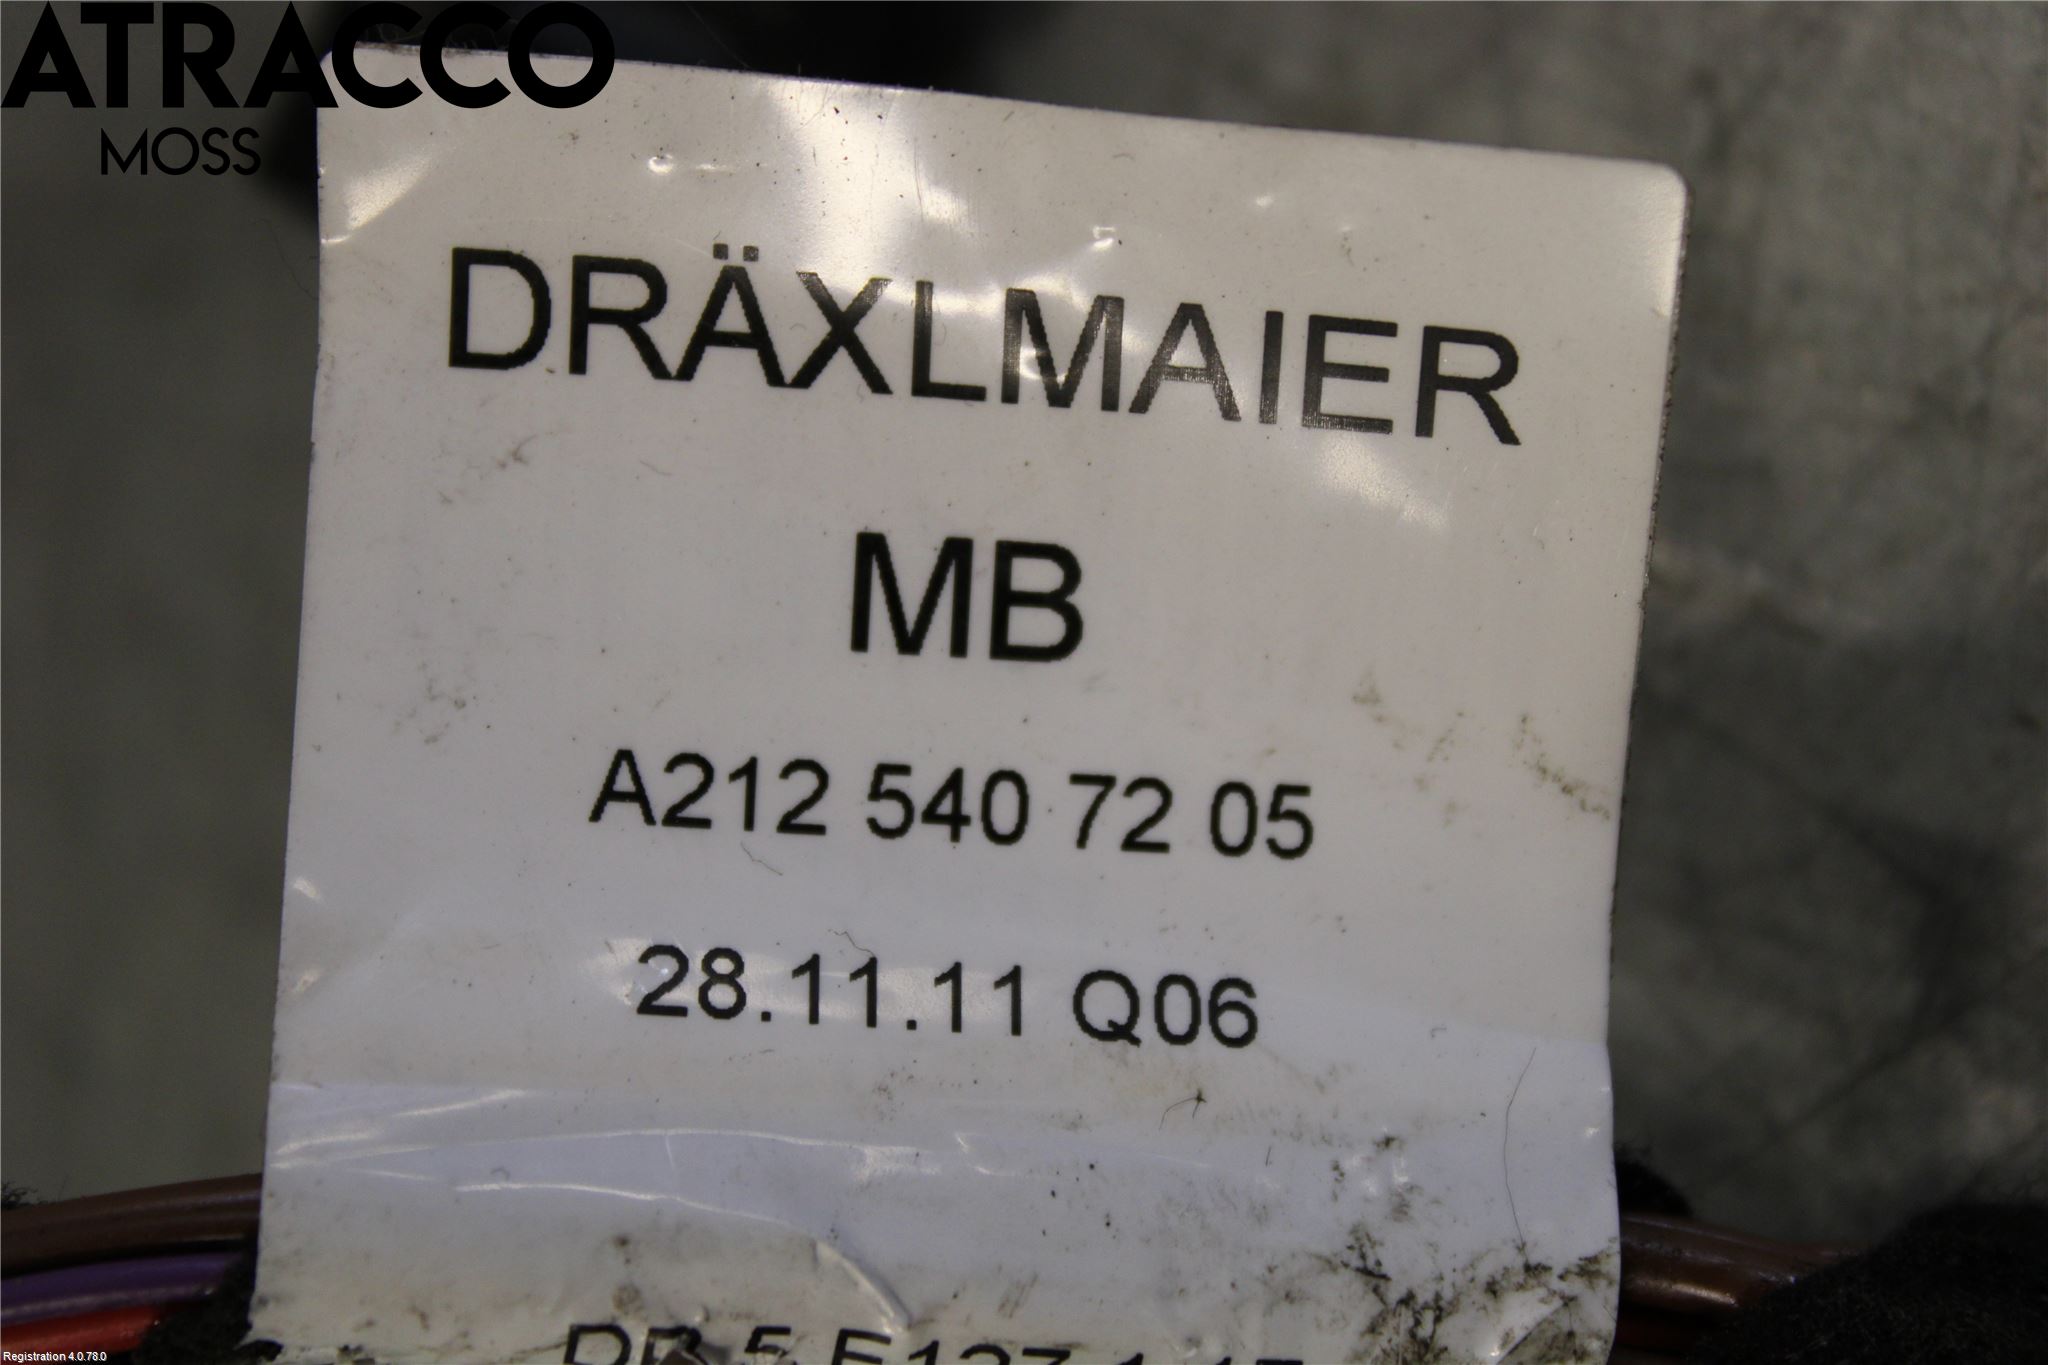 ATRACCO
MOSS
DRÄXLMAIER
MB
A212 540 72 05
28.11.11 Q06
Registration 4.0.78.0